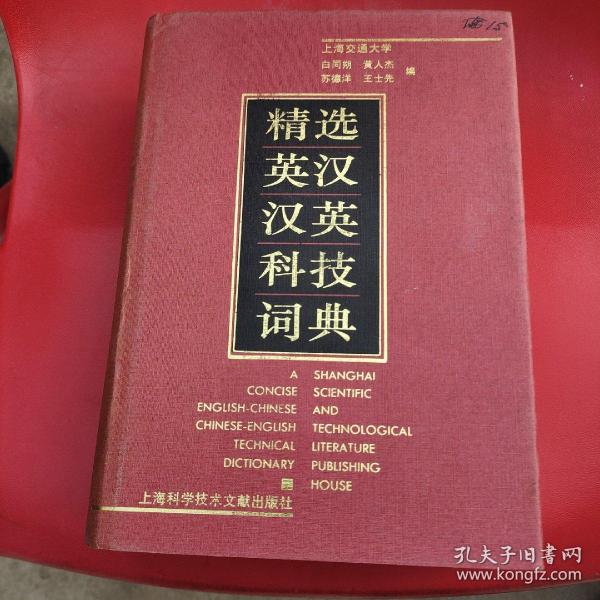 上海交通大学
白同朔 黄人杰
苏德洋 王士先 编
精选
英汉
汉英
科技
词典
A
CONCISE
ENGLISH-CHINESE
CHINESE-ENGLISH
TECHNICAL
DICTIONARY
SHANGHAI
SCIENTIFIC
AND
TECHNOLOGICAL
LITERATURE
PUBLISHING
HOUSE
上海科学技术文献出版社
孔夫子旧书网
www.kongfz.com